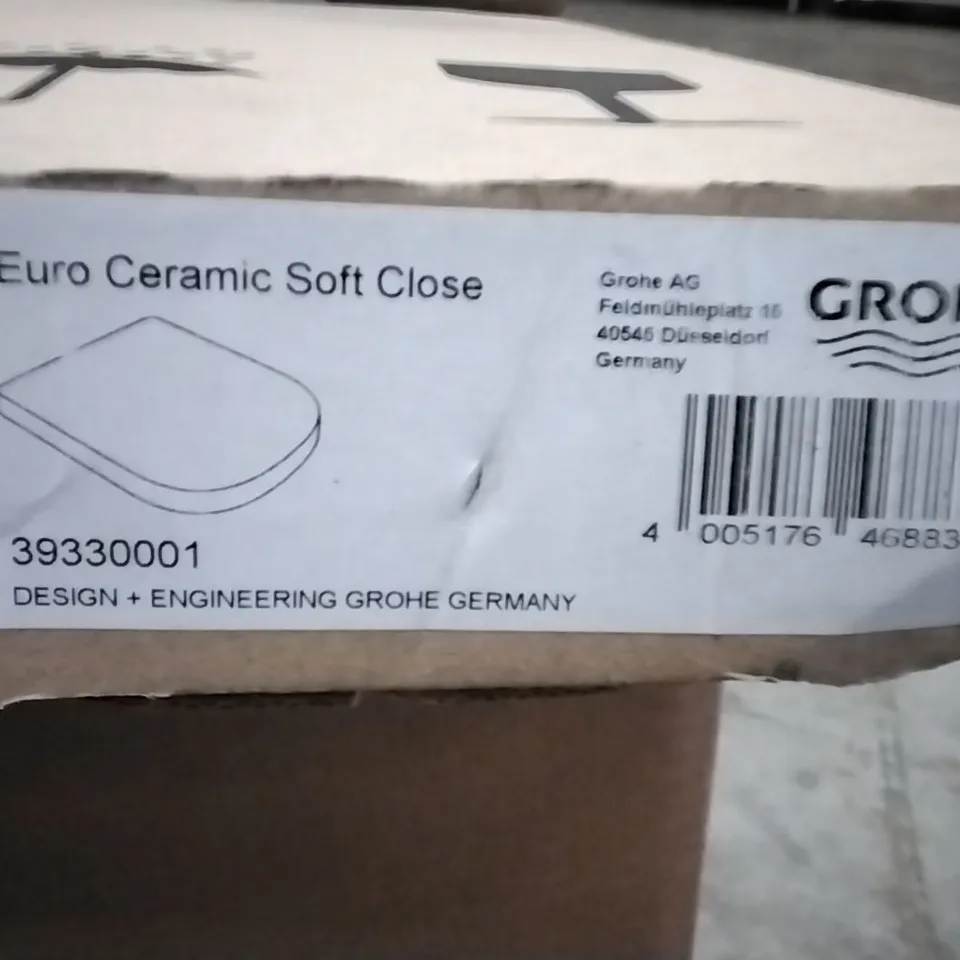 Euro Ceramic Soft Close
Grohe AG
Feldmühleplatz 15
40545 Düsseldorf
Germany
GRO
4 005176 46883
39330001
DESIGN + ENGINEERING GROHE GERMANY